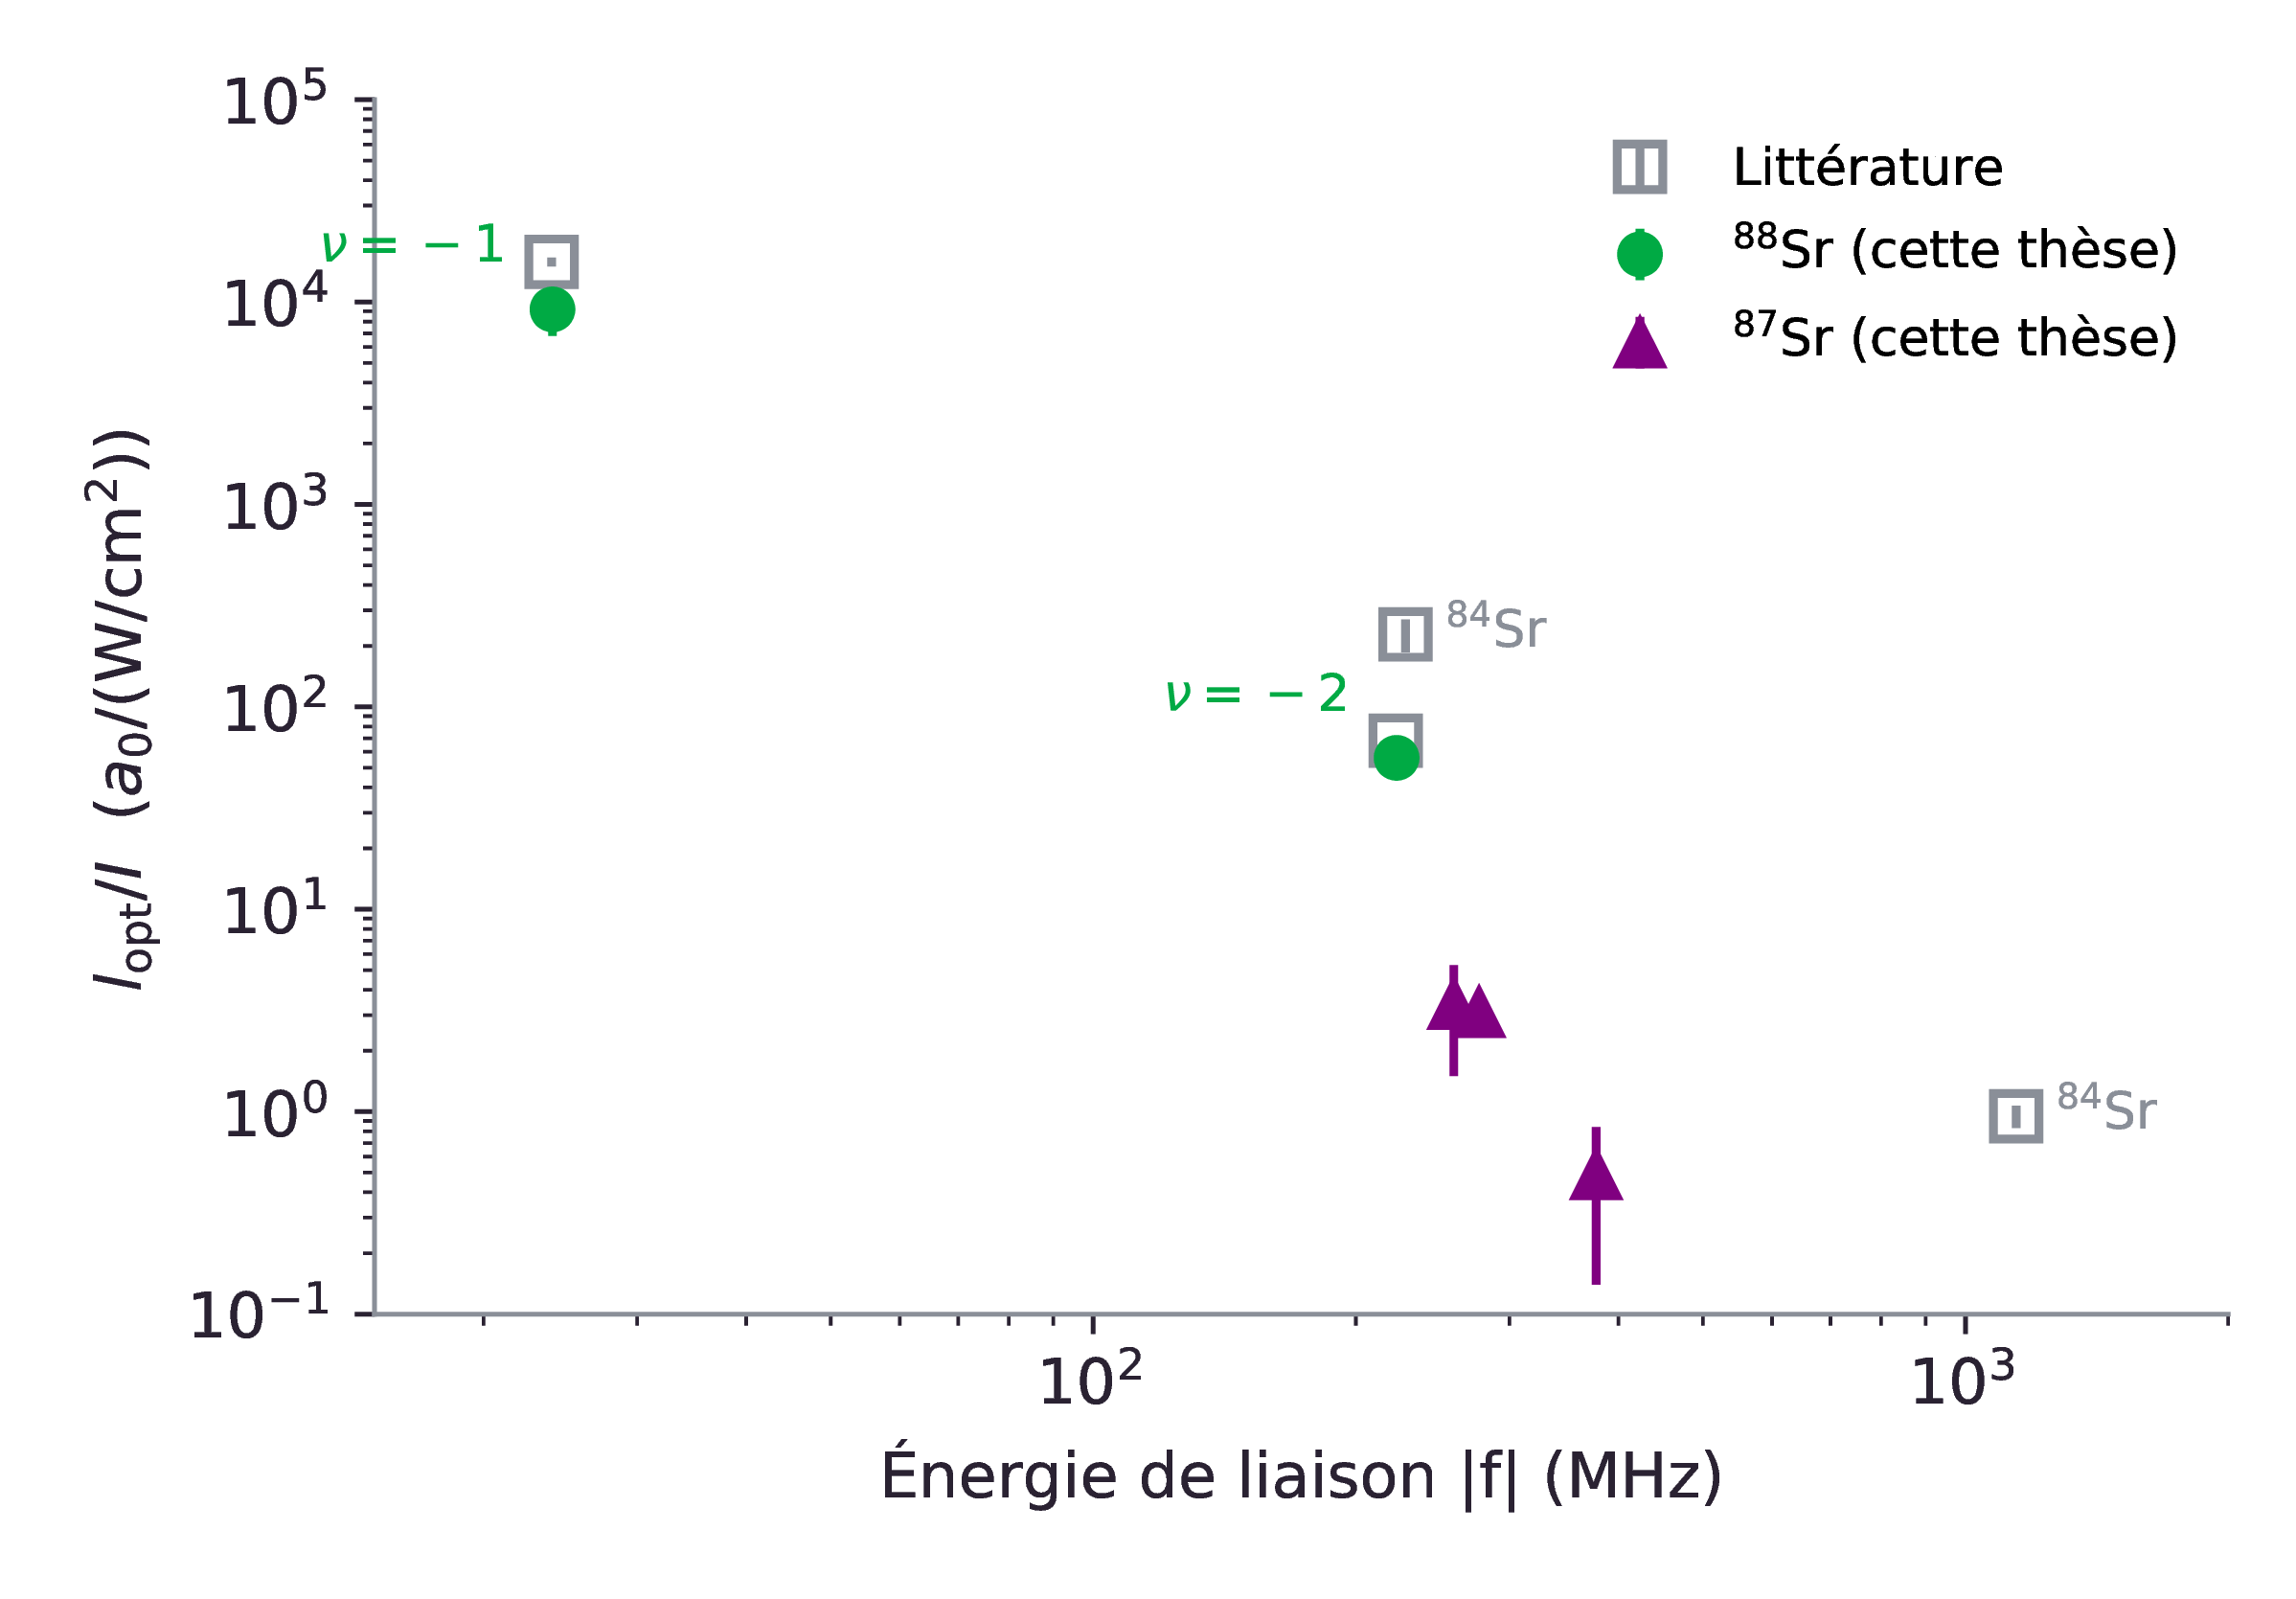 10⁵
10⁴
10³
10²
10¹
10⁰
10⁻¹
l_opt/I (a₀/(W/cm²))
Littérature
⁸⁸Sr (cette thèse)
⁸⁷Sr (cette thèse)
ν = −1
⁸⁴Sr
ν = −2
⁸⁴Sr
10²
10³
Énergie de liaison |f| (MHz)